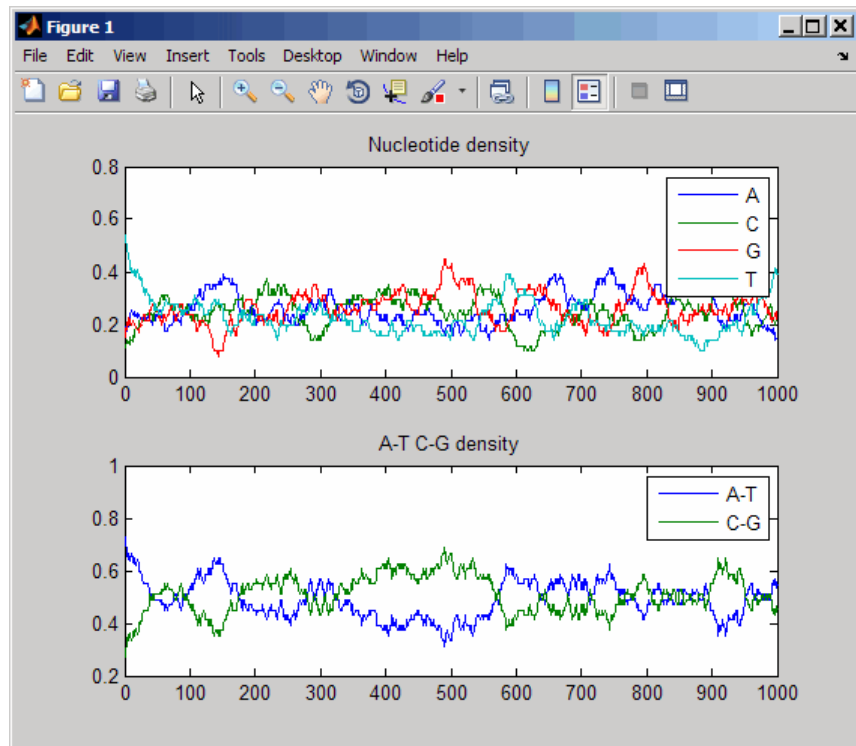 Figure 1
File Edit View Insert Tools Desktop Window Help
Nucleotide density
0.8
0.6
0.4
0.2
0
0 100 200 300 400 500 600 700 800 900 1000
A
C
G
T
A-T C-G density
1
0.8
0.6
0.4
0.2
0 100 200 300 400 500 600 700 800 900 1000
A-T
C-G